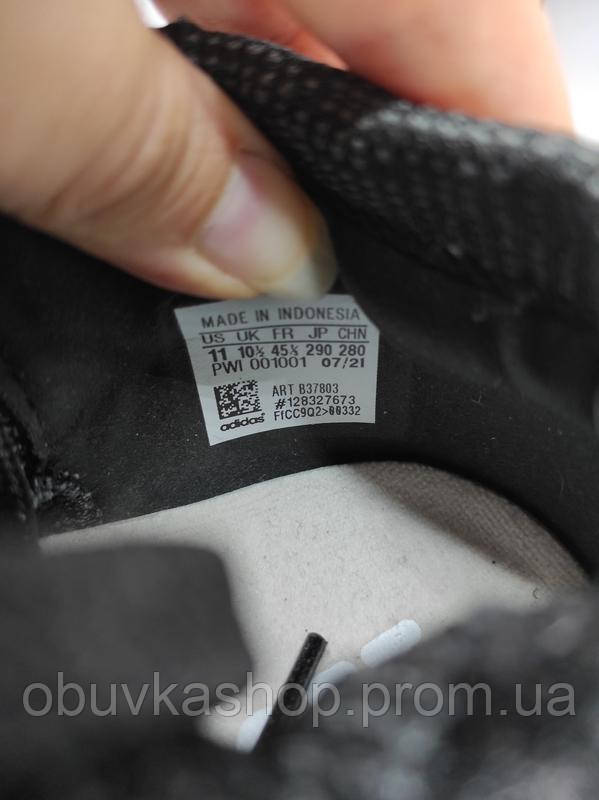 MADE IN INDONESIA
US UK FR JP CHN
11 10½ 45⅓ 290 280
PWI 001001 07/21
ART B37803
#128327673
FfCC9Q2>00332
adidas
obuvkashop.prom.ua